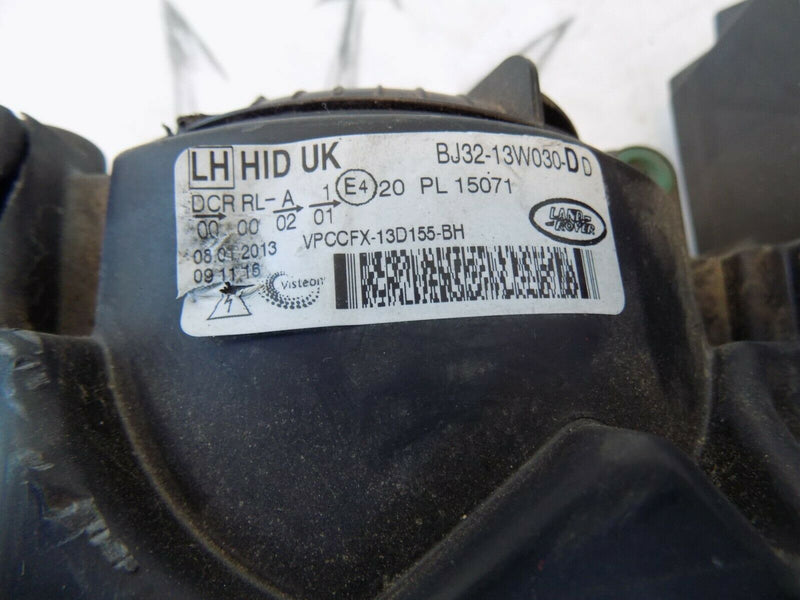 LH HID UK BJ32-13W030-D D
DCR RL-A 1 E4 20 PL 15071
00 00 02 01
LAND-ROVER
VPCCFX-13D155-BH
08.01.2013
09:11:16
Visteon